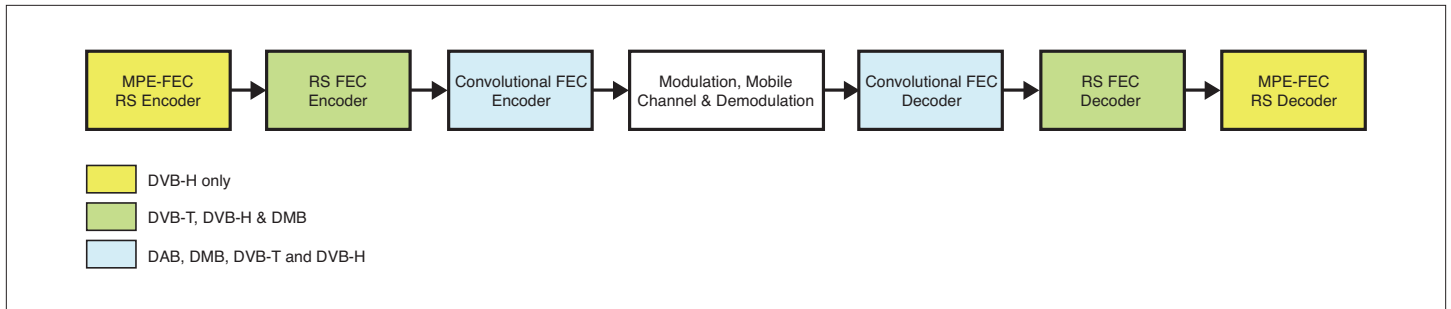 MPE-FEC
RS Encoder
RS FEC
Encoder
Convolutional FEC
Encoder
Modulation, Mobile
Channel & Demodulation
Convolutional FEC
Decoder
RS FEC
Decoder
MPE-FEC
RS Decoder
DVB-H only
DVB-T, DVB-H & DMB
DAB, DMB, DVB-T and DVB-H